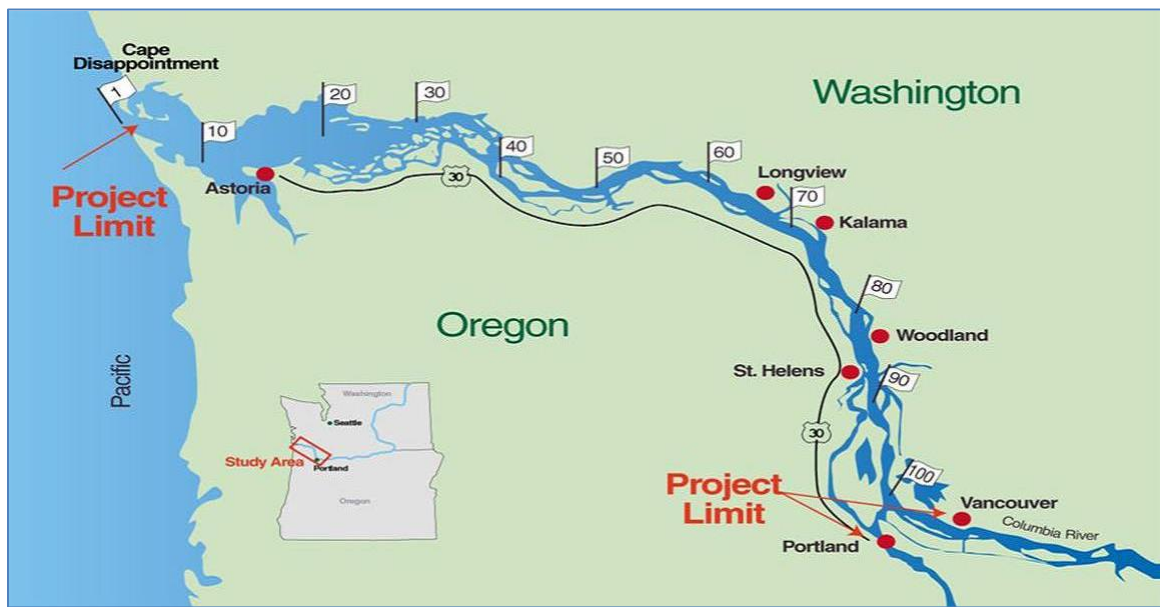 Cape
Disappointment
1
10
20
30
40
50
60
70
80
90
100
Washington
Project
Limit
Astoria
30
Longview
Kalama
Oregon
Woodland
St. Helens
Pacific
Washington
Seattle
Study Area
Portland
Oregon
30
Project
Limit
Vancouver
Columbia River
Portland